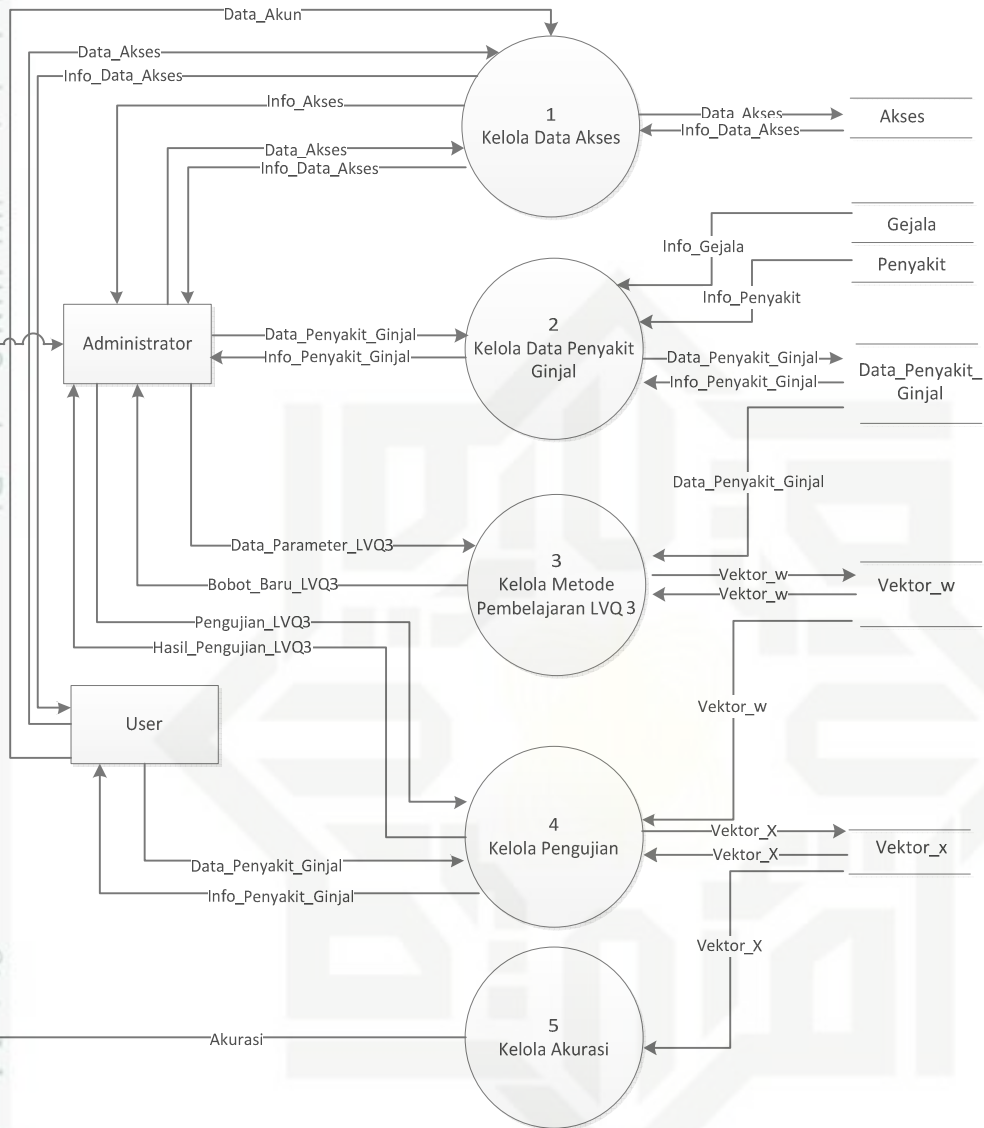 Data_Akun
Data_Akses
Info_Data_Akses
Info_Akses
Data_Akses
Info_Data_Akses
1
Kelola Data Akses
Data_Akses
Info_Data_Akses
Akses
Gejala
Info_Gejala
Penyakit
Info_Penyakit
Administrator
Data_Penyakit_Ginjal
Info_Penyakit_Ginjal
2
Kelola Data Penyakit
Ginjal
Data_Penyakit_Ginjal
Info_Penyakit_Ginjal
Data_Penyakit_
Ginjal
Data_Penyakit_Ginjal
Data_Parameter_LVQ3
Bobot_Baru_LVQ3
3
Kelola Metode
Pembelajaran LVQ 3
Vektor_w
Vektor_w
Vektor_w
Pengujian_LVQ3
Hasil_Pengujian_LVQ3
Vektor_w
User
4
Kelola Pengujian
Vektor_X
Vektor_X
Vektor_x
Data_Penyakit_Ginjal
Info_Penyakit_Ginjal
Vektor_X
5
Kelola Akurasi
Akurasi